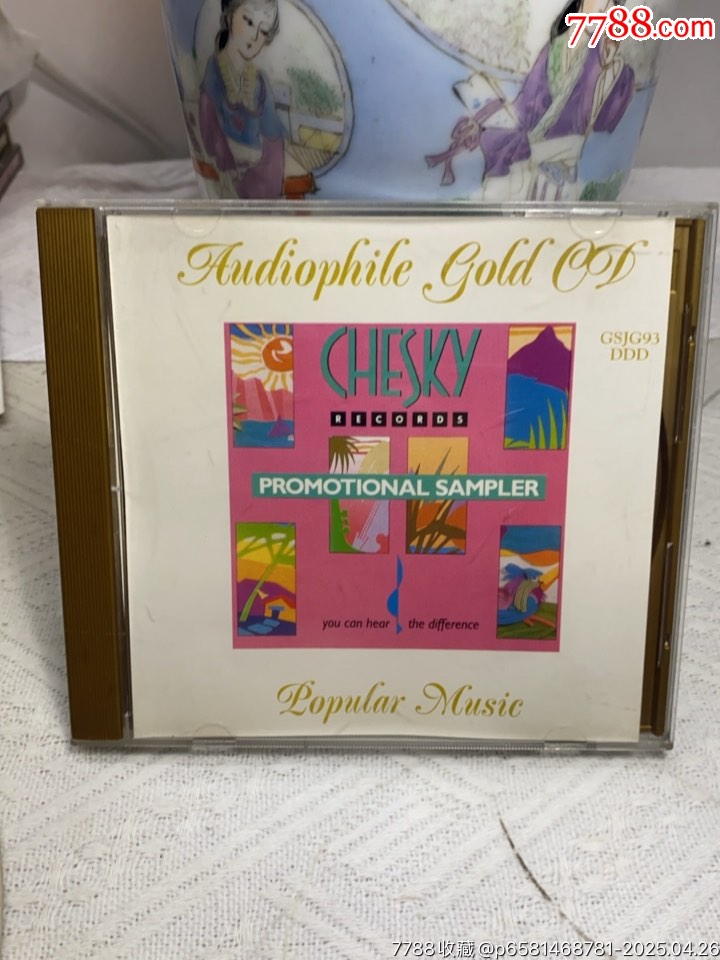 7788.com
Audiophile Gold CD
GSJG93
DDD
CHESKY
RECORDS
PROMOTIONAL SAMPLER
you can hear the difference
Popular Music
7788收藏 @p6581468781-2025.04.26